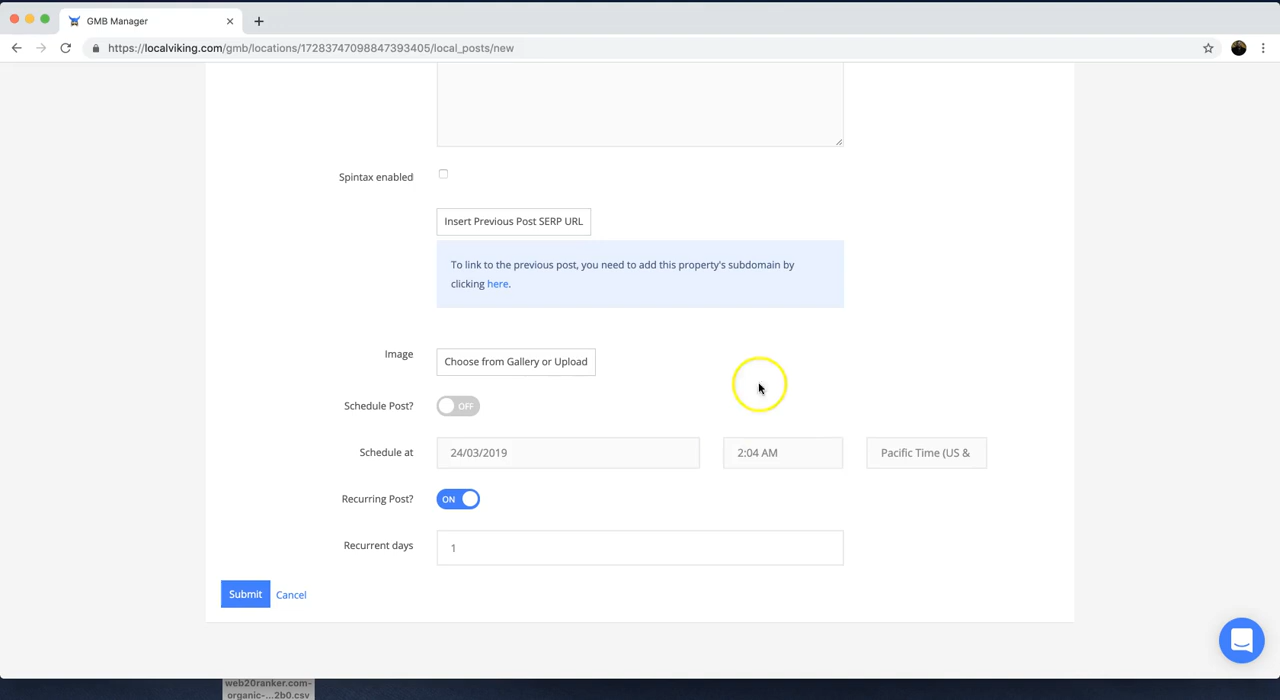 GMB Manager
https://localviking.com/gmb/locations/17283747098847393405/local_posts/new
Spintax enabled
Insert Previous Post SERP URL
To link to the previous post, you need to add this property's subdomain by
clicking here.
Image
Choose from Gallery or Upload
Schedule Post?
OFF
Schedule at
24/03/2019
2:04 AM
Pacific Time (US &
Recurring Post?
ON
Recurrent days
1
Submit
Cancel
web20ranker.com-
organic-...2b0.csv